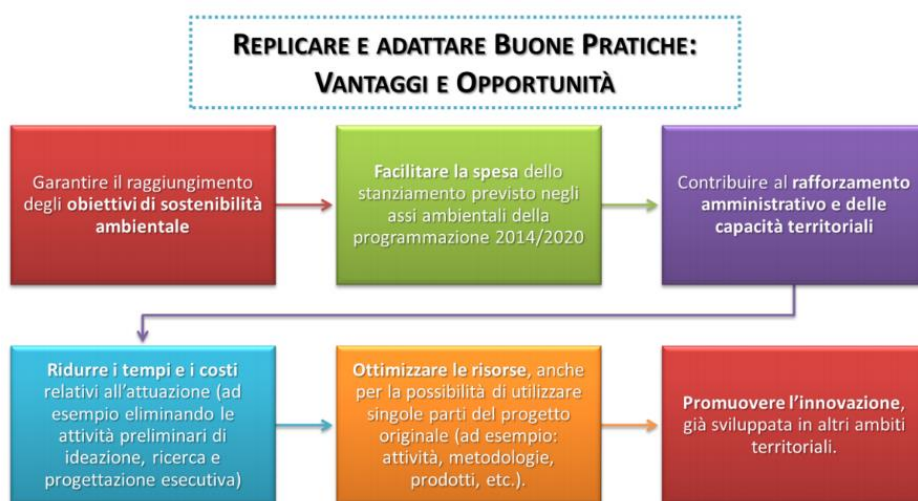 REPLICARE E ADATTARE BUONE PRATICHE:
VANTAGGI E OPPORTUNITÀ
Garantire il raggiungimento
degli obiettivi di sostenibilità
ambientale
Facilitare la spesa dello
stanziamento previsto negli
assi ambientali della
programmazione 2014/2020
Contribuire al rafforzamento
amministrativo e delle
capacità territoriali
Ridurre i tempi e i costi
relativi all'attuazione (ad
esempio eliminando le
attività preliminari di
ideazione, ricerca e
progettazione esecutiva)
Ottimizzare le risorse, anche
per la possibilità di utilizzare
singole parti del progetto
originale (ad esempio:
attività, metodologie,
prodotti, etc.).
Promuovere l'innovazione,
già sviluppata in altri ambiti
territoriali.